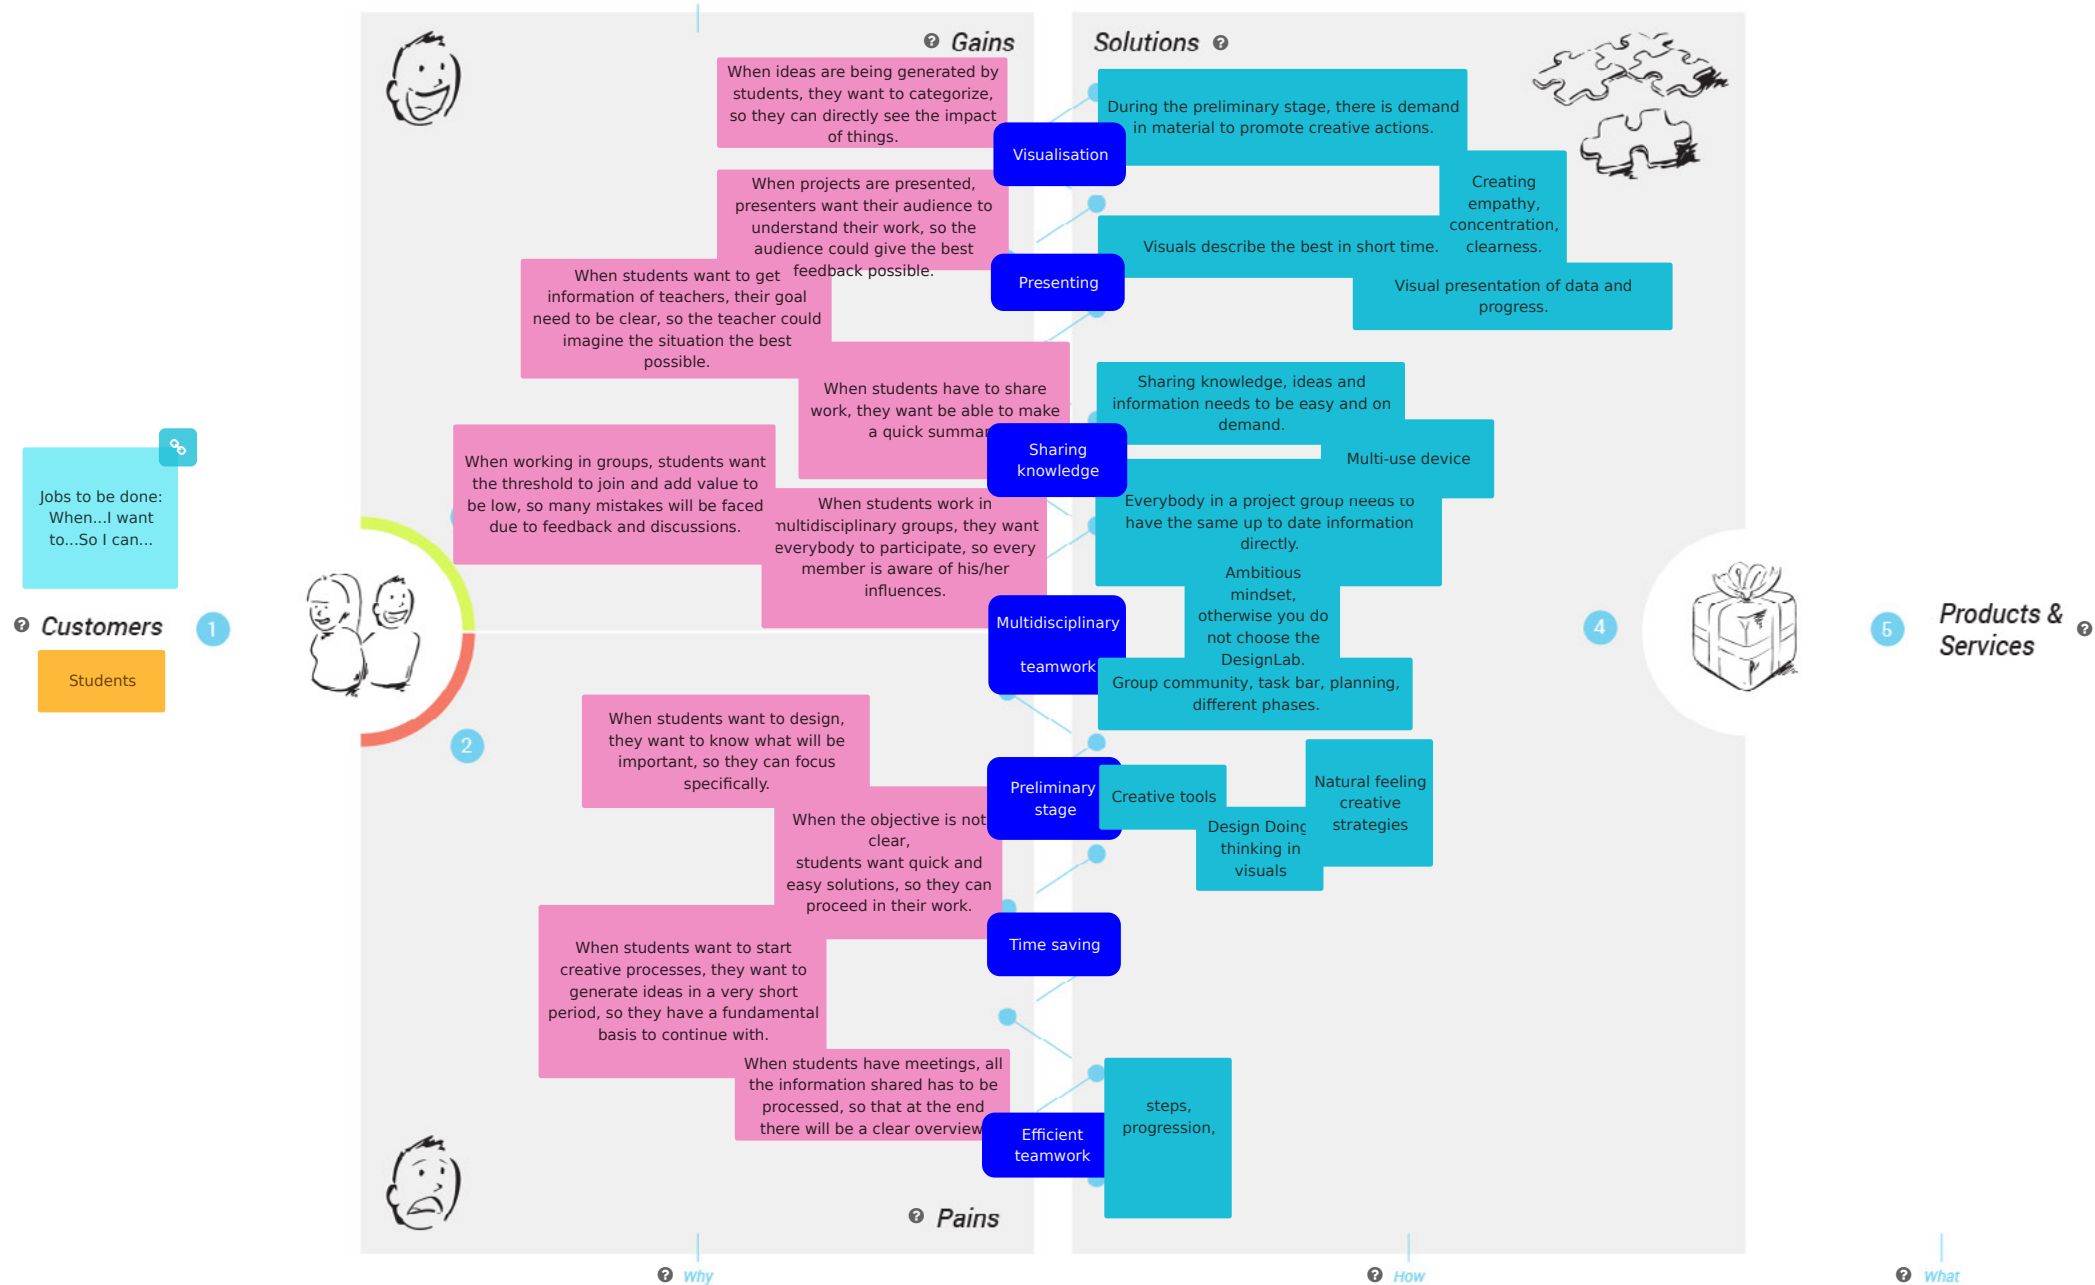 Gains
When ideas are being generated by
students, they want to categorize,
so they can directly see the impact
of things.
When projects are presented,
presenters want their audience to
understand their work, so the
audience could give the best
feedback possible.
When students want to get
information of teachers, their goal
need to be clear, so the teacher could
imagine the situation the best
possible.
When students have to share
work, they want be able to make
a quick summar
When working in groups, students want
the threshold to join and add value to
be low, so many mistakes will be faced
due to feedback and discussions.
When students work in
multidisciplinary groups, they want
everybody to participate, so every
member is aware of his/her
influences.
Jobs to be done:
When...I want
to...So I can...
Customers
1
Students
2
When students want to design,
they want to know what will be
important, so they can focus
specifically.
When the objective is not
clear,
students want quick and
easy solutions, so they can
proceed in their work.
When students want to start
creative processes, they want to
generate ideas in a very short
period, so they have a fundamental
basis to continue with.
When students have meetings, all
the information shared has to be
processed, so that at the end
there will be a clear overview
Pains
Why
Visualisation
Presenting
Sharing
knowledge
Multidisciplinary
teamwork
Preliminary
stage
Time saving
Efficient
teamwork
Solutions
During the preliminary stage, there is demand
in material to promote creative actions.
Creating
empathy,
concentration,
clearness.
Visuals describe the best in short time.
Visual presentation of data and
progress.
Sharing knowledge, ideas and
information needs to be easy and on
demand.
Multi-use device
Everybody in a project group needs to
have the same up to date information
directly.
Ambitious
mindset,
otherwise you do
not choose the
DesignLab.
Group community, task bar, planning,
different phases.
Creative tools
Design Doing
thinking in
visuals
Natural feeling
creative
strategies
steps,
progression,
How
4
5
Products &
Services
What